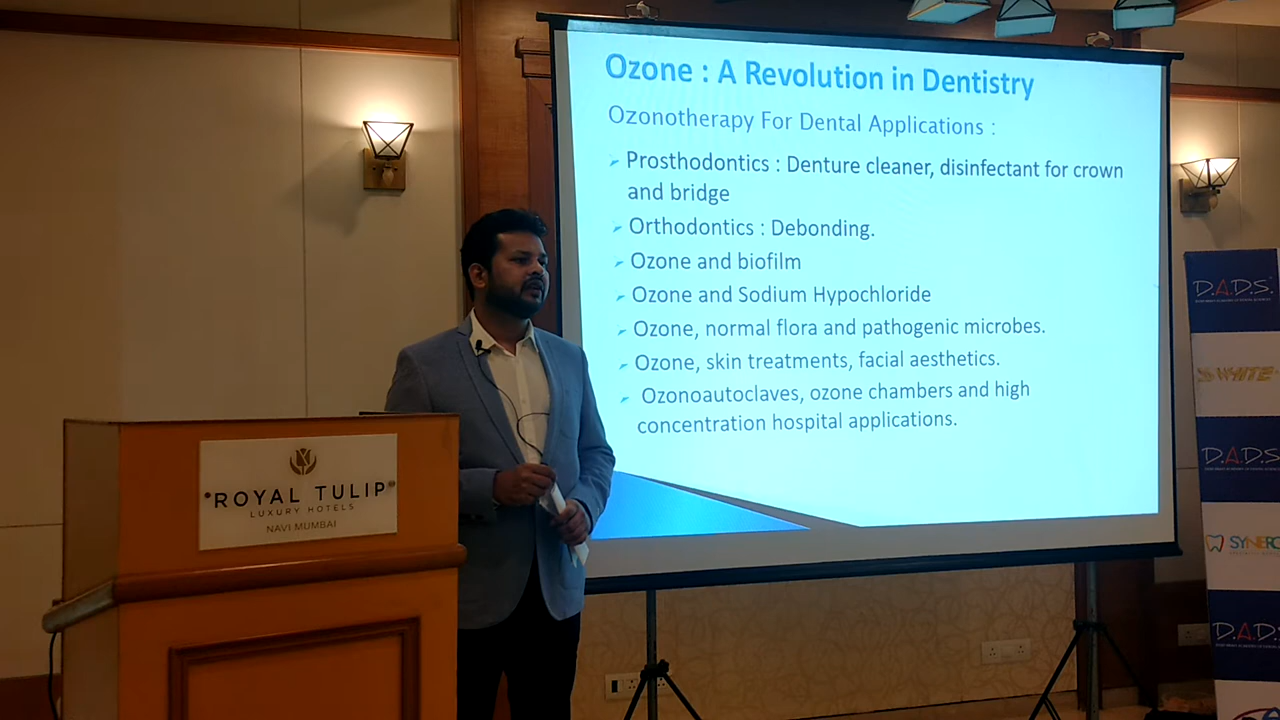 Ozone : A Revolution in Dentistry
Ozonotherapy For Dental Applications :
Prosthodontics : Denture cleaner, disinfectant for crown
and bridge
Orthodontics : Debonding.
Ozone and biofilm
Ozone and Sodium Hypochloride
Ozone, normal flora and pathogenic microbes.
Ozone, skin treatments, facial aesthetics.
Ozonoautoclaves, ozone chambers and high
concentration hospital applications.
ROYAL TULIP
LUXURY HOTELS
NAVI MUMBAI
D.A.D.S.
WHITE
D.A.D.S.
SYNERG
D.A.D.S